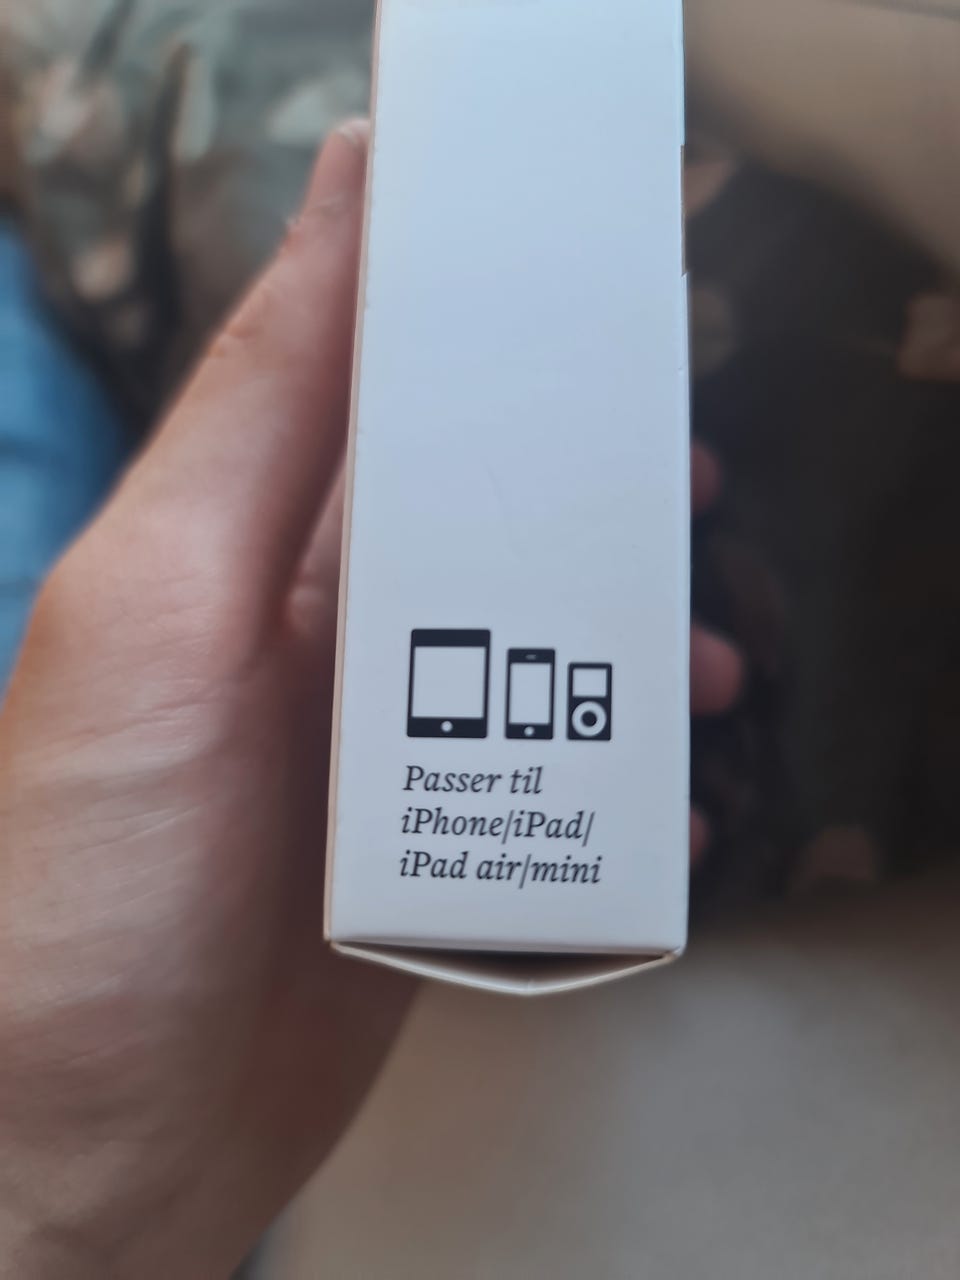 Passer til
iPhone/iPad/
iPad air/mini